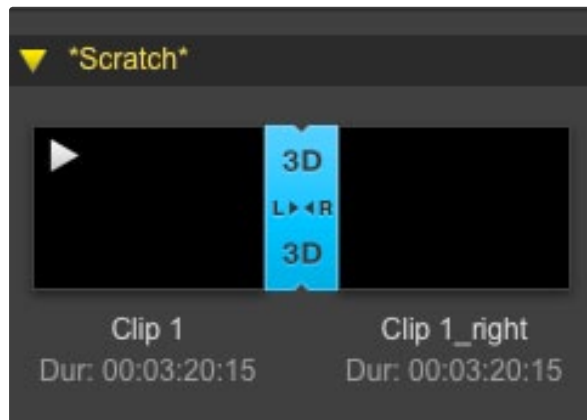 *Scratch*
3D
L R
3D
Clip 1
Clip 1_right
Dur: 00:03:20:15
Dur: 00:03:20:15